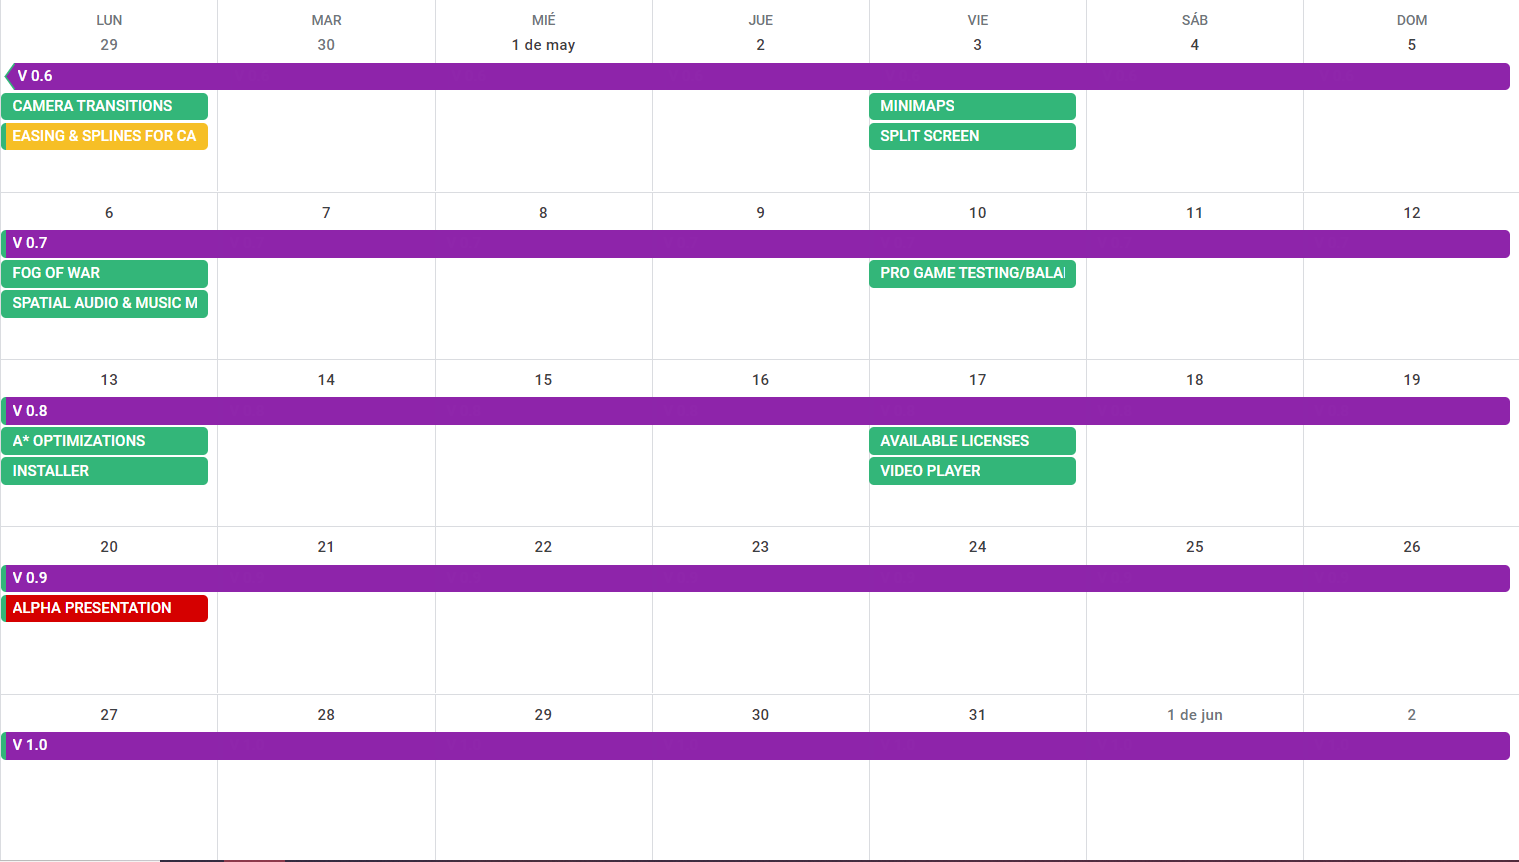 LUN MAR MIÉ JUE VIE SÁB DOM
29 30 1 de may 2 3 4 5
V 0.6
CAMERA TRANSITIONS MINIMAPS
EASING & SPLINES FOR CA SPLIT SCREEN
6 7 8 9 10 11 12
V 0.7
FOG OF WAR PRO GAME TESTING/BALA
SPATIAL AUDIO & MUSIC M
13 14 15 16 17 18 19
V 0.8
A* OPTIMIZATIONS AVAILABLE LICENSES
INSTALLER VIDEO PLAYER
20 21 22 23 24 25 26
V 0.9
ALPHA PRESENTATION
27 28 29 30 31 1 de jun 2
V 1.0